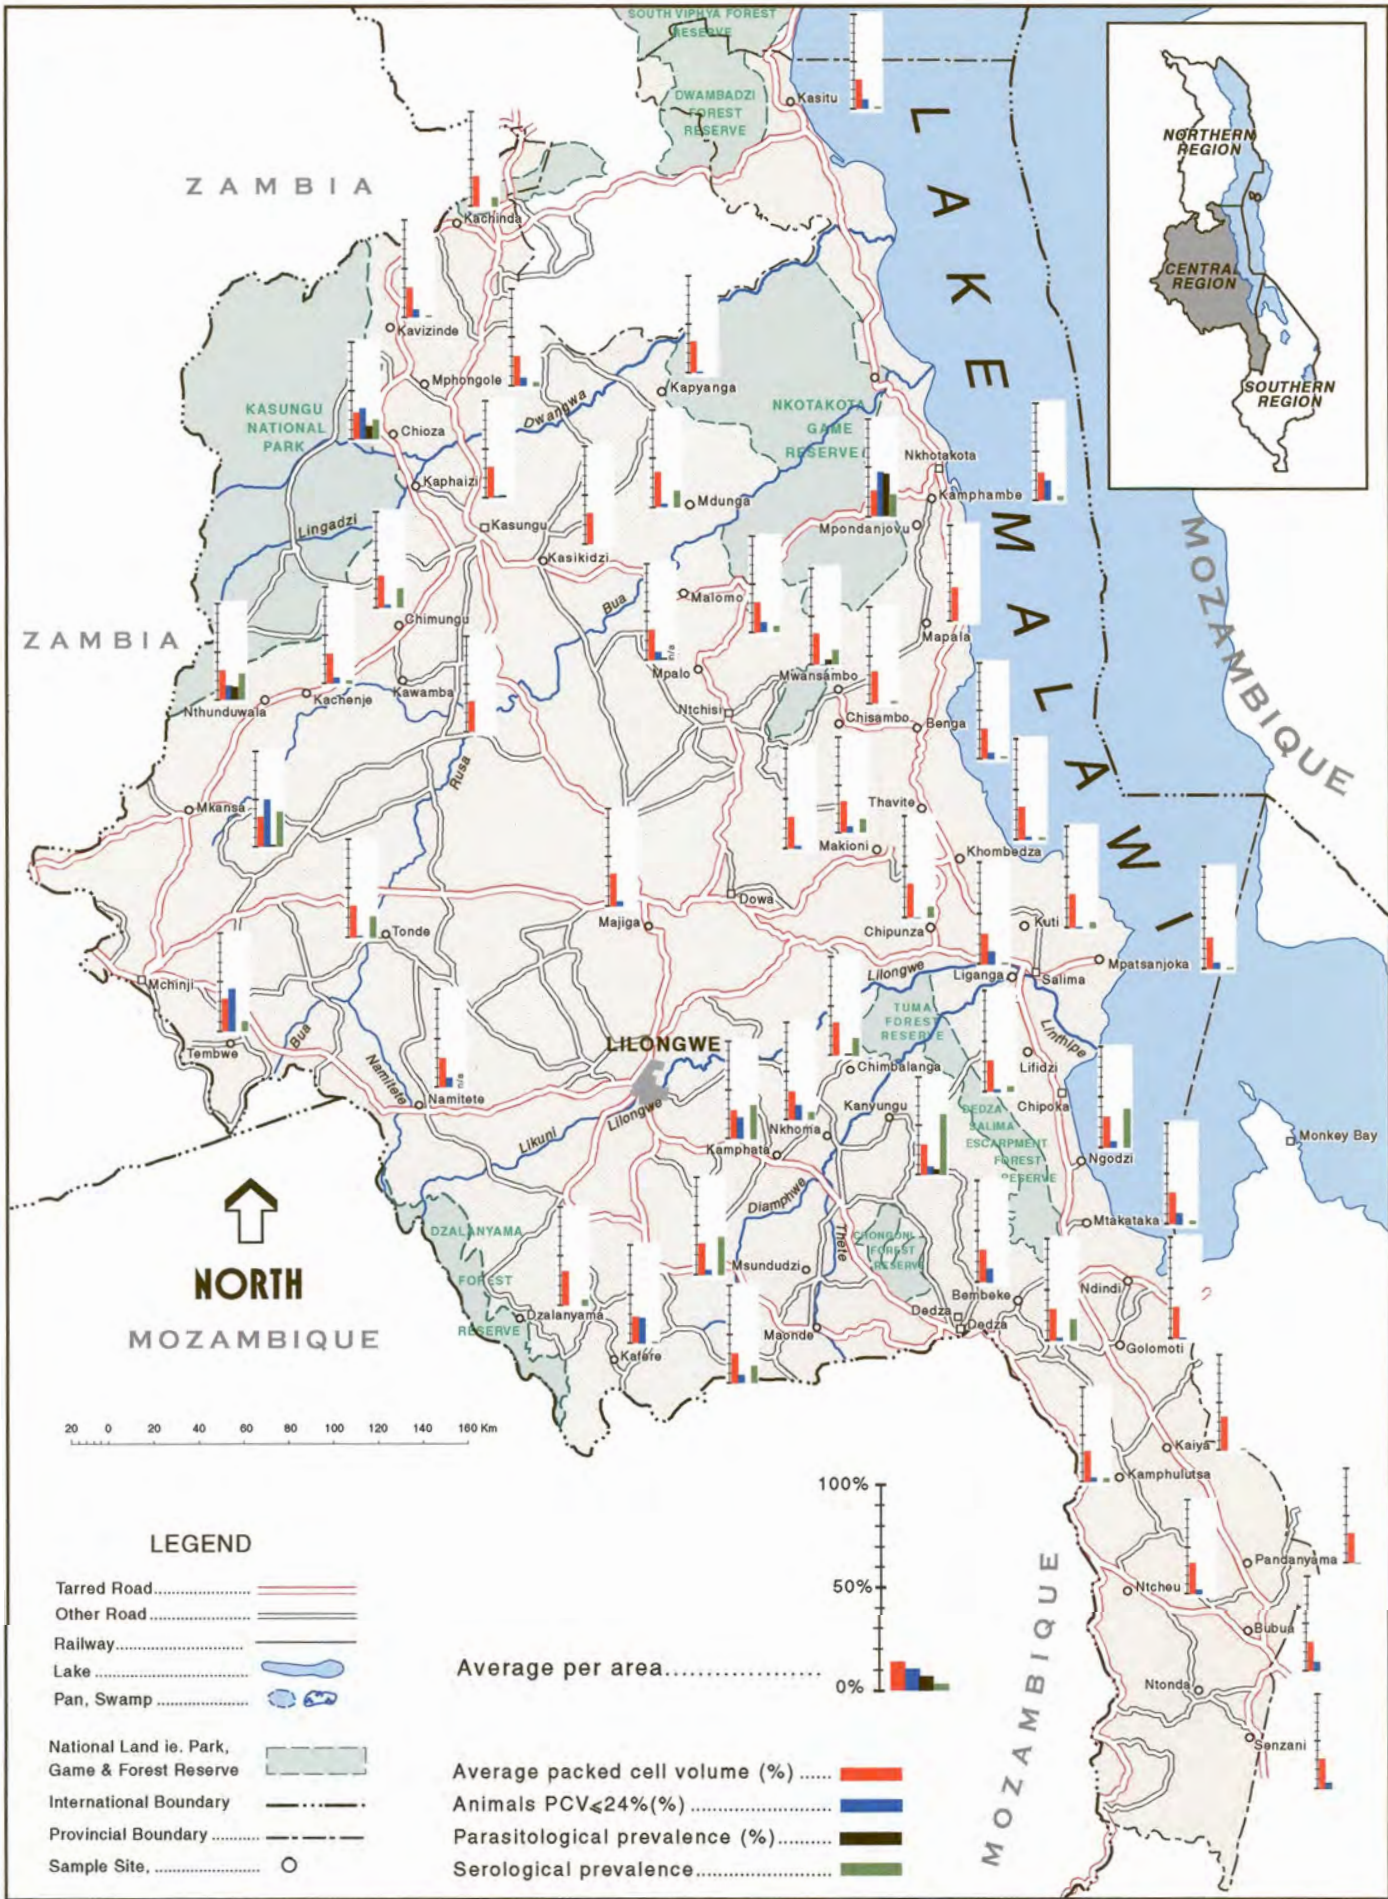 SOUTH VIPHYA FOREST
RESERVE
DWAMBADZI
FOREST
RESERVE
Kasitu
NORTHERN
REGION
CENTRAL
REGION
SOUTHERN
REGION
LAKE MALAWI
ZAMBIA
Kachinda
Kavizinde
Mphongole
Kapyanga
Dwangwa
KASUNGU
NATIONAL
PARK
Chioza
NKOTAKOTA
GAME
RESERVE
Nkhotakota
Kaphaizi
Mdunga
Kamphambe
Lingadzi
Kasungu
Mpondanjovu
MOZAMBIQUE
Kasikidzi
Bua
Malomo
Chimungu
Mapala
ZAMBIA
n/a
Mpalo
Mwansambo
Kawamba
Kachenje
Nthunduwala
Ntchisi
Chisambo
Benga
Rusa
Mkansa
Thavite
Makioni
Khombedza
Dowa
Majiga
Chipunza
Kuti
Tonde
Mpatsanjoka
Lilongwe
Liganga
Salima
Mchinji
TUMA
FOREST
RESERVE
Linthipe
Bua
Tembwe
LILONGWE
Lifidzi
Namitete
n/a
Chimbalanga
Namitete
Chipoka
Kanyungu
DEDZA
SALIMA
ESCARPMENT
FOREST
RESERVE
Lilongwe
Nkhoma
Likuni
Kamphata
Monkey Bay
Ngodzi
Diamphwe
Mtakataka
DZALANYAMA
FOREST
RESERVE
Thete
CHONGONI
FOREST
RESERVE
Msundudzi
NORTH
Ndindi
Bembeke
Dzalanyama
Dedza
Dedza
MOZAMBIQUE
Maonde
Golomoti
Kafere
20 0 20 40 60 80 100 120 140 160 Km
Kaiya
Kamphulutsa
100%
50%
0%
LEGEND
Pandanyama
Ntcheu
Tarred Road
Other Road
Railway
Lake
Pan, Swamp
National Land ie. Park,
Game & Forest Reserve
International Boundary
Provincial Boundary
Sample Site,
Bubua
Average per area
Ntonda
Senzani
MOZAMBIQUE
Average packed cell volume (%)
Animals PCV⩽24%(%)
Parasitological prevalence (%)
Serological prevalence